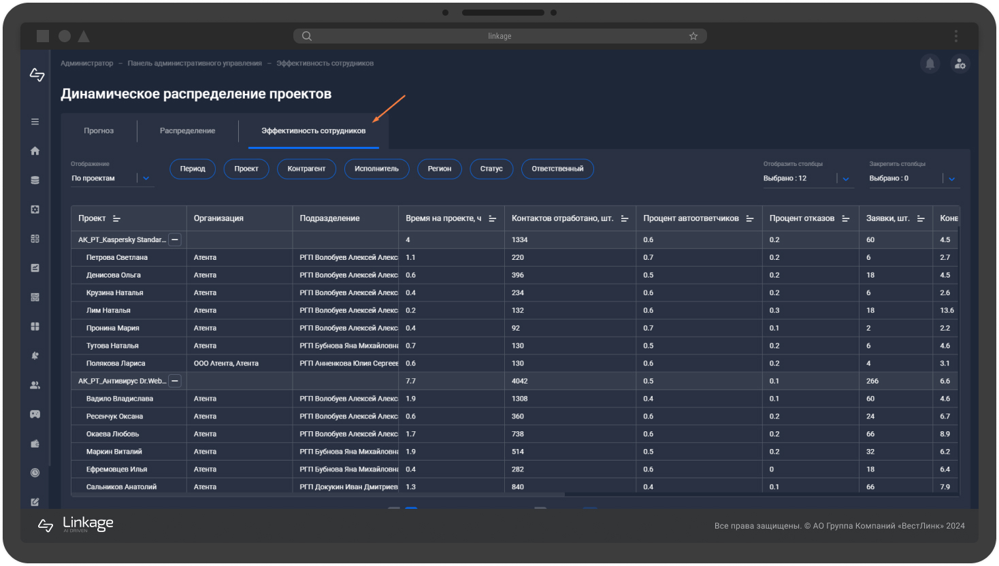 linkage
Администратор – Панель административного управления – Эффективность сотрудников
Динамическое распределение проектов
Прогноз Распределение Эффективность сотрудников
Отображение
По проектам
Период Проект Контрагент Исполнитель Регион Статус Ответственный
Отобразить столбцы Закрепить столбцы
Выбрано : 12 Выбрано : 0
Проект Организация Подразделение Время на проекте, ч Контактов отработано, шт. Процент автоответчиков Процент отказов Заявки, шт. Конв
АК_РТ_Kaspersky Standar... 4 1334 0.6 0.2 60 4.5
Петрова Светлана Атента РГП Волобуев Алексей Алекс 1.1 220 0.7 0.2 6 2.7
Денисова Ольга Атента РГП Волобуев Алексей Алекс 0.6 396 0.5 0.2 18 4.5
Крузина Наталья Атента РГП Волобуев Алексей Алекс 0.4 234 0.6 0.2 6 2.6
Лим Наталья Атента РГП Волобуев Алексей Алекс 0.2 132 0.6 0.3 18 13.6
Пронина Мария Атента РГП Волобуев Алексей Алекс 0.4 92 0.7 0.1 2 2.2
Тутова Наталья Атента РГП Бубнова Яна Михайловна 0.7 130 0.5 0.2 6 4.6
Полякова Лариса ООО Атента, Атента РГП Анненкова Юлия Сергеев 0.6 130 0.6 0.2 4 3.1
АК_РТ_Антивирус Dr.Web... 7.7 4042 0.5 0.1 266 6.6
Вадило Владислава Атента РГП Волобуев Алексей Алекс 1.9 1308 0.4 0.1 60 4.6
Ресенчук Оксана Атента РГП Волобуев Алексей Алекс 0.6 360 0.6 0.2 24 6.7
Окаева Любовь Атента РГП Волобуев Алексей Алекс 1.7 738 0.6 0.2 66 8.9
Маркин Виталий Атента РГП Бубнова Яна Михайловна 1.9 514 0.5 0.2 32 6.2
Ефремовцев Илья Атента РГП Бубнова Яна Михайловна 0.4 282 0.6 0 18 6.4
Сальников Анатолий Атента РГП Докукин Иван Дмитриев 1.3 840 0.4 0.1 66 7.9
Linkage
AI DRIVEN
Все права защищены. © АО Группа Компаний «ВестЛинк» 2024